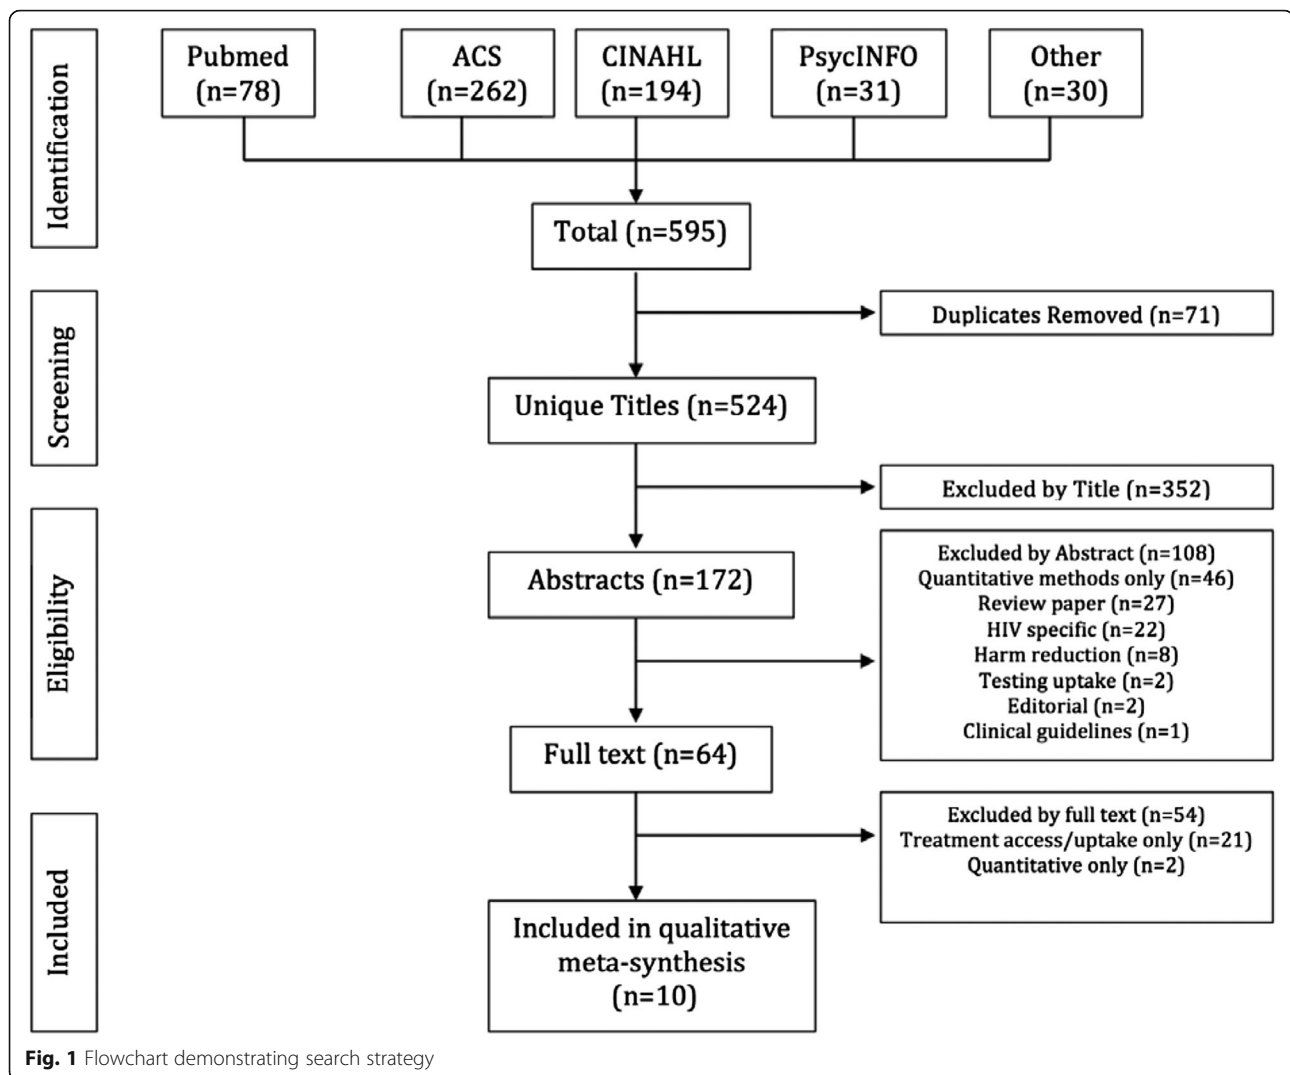 Identification
Pubmed
(n=78)
ACS
(n=262)
CINAHL
(n=194)
PsycINFO
(n=31)
Other
(n=30)
Total (n=595)
Screening
Duplicates Removed (n=71)
Unique Titles (n=524)
Excluded by Title (n=352)
Eligibility
Abstracts (n=172)
Excluded by Abstract (n=108)
Quantitative methods only (n=46)
Review paper (n=27)
HIV specific (n=22)
Harm reduction (n=8)
Testing uptake (n=2)
Editorial (n=2)
Clinical guidelines (n=1)
Full text (n=64)
Included
Excluded by full text (n=54)
Treatment access/uptake only (n=21)
Quantitative only (n=2)
Included in qualitative
meta-synthesis
(n=10)
Fig. 1 Flowchart demonstrating search strategy